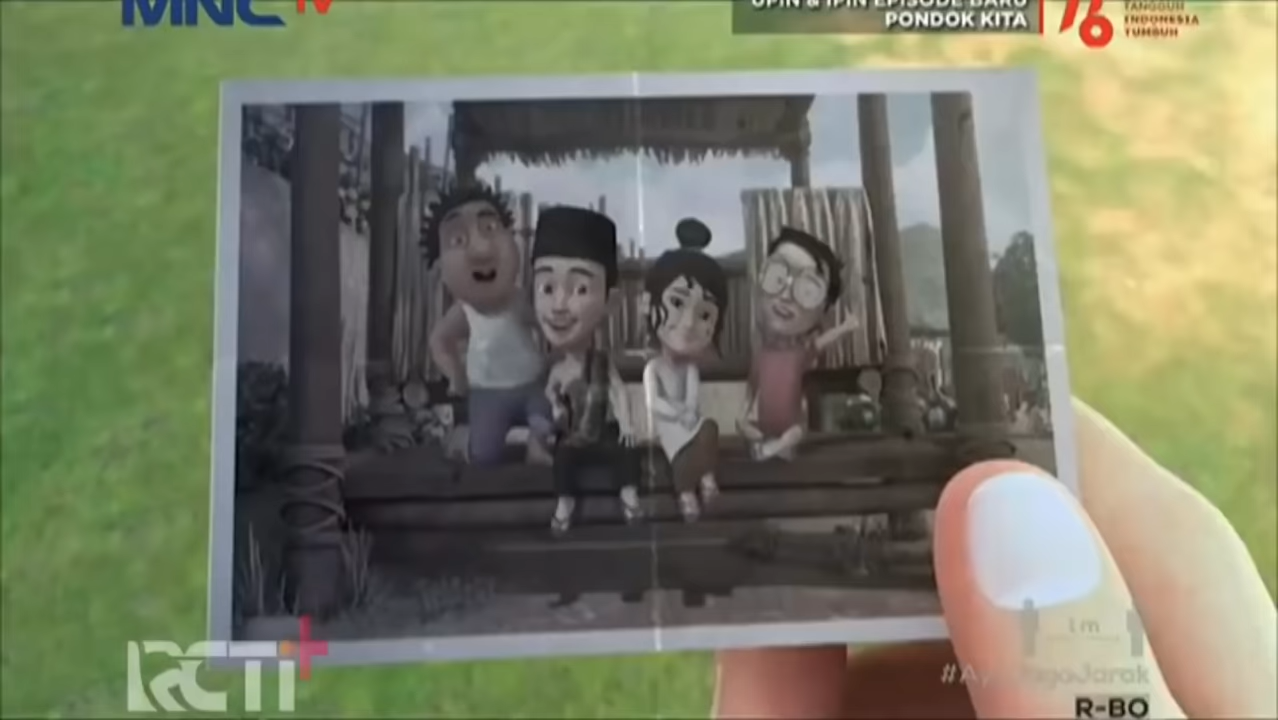 MNC TV
UPIN & IPIN EPISODE BARU
PONDOK KITA
76
TANGGUH
INDONESIA
TUMBUH
RCTI+
1 m
R-BO